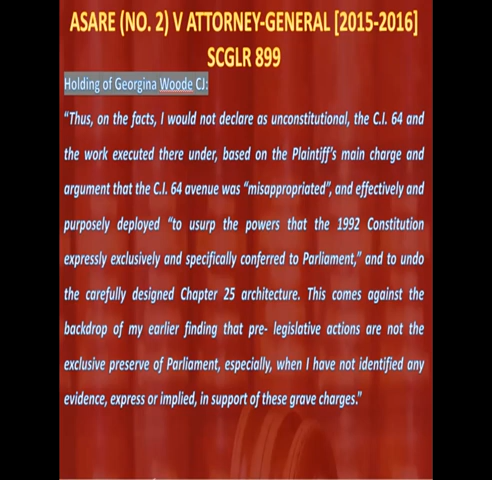 ASARE (NO. 2) V ATTORNEY-GENERAL [2015-2016]
SCGLR 899
Holding of Georgina Woode CJ:
“Thus, on the facts, I would not declare as unconstitutional, the C.I. 64 and
the work executed there under, based on the Plaintiff’s main charge and
argument that the C.I. 64 avenue was “misappropriated”, and effectively and
purposely deployed “to usurp the powers that the 1992 Constitution
expressly exclusively and specifically conferred to Parliament,” and to undo
the carefully designed Chapter 25 architecture. This comes against the
backdrop of my earlier finding that pre- legislative actions are not the
exclusive preserve of Parliament, especially, when I have not identified any
evidence, express or implied, in support of these grave charges.”